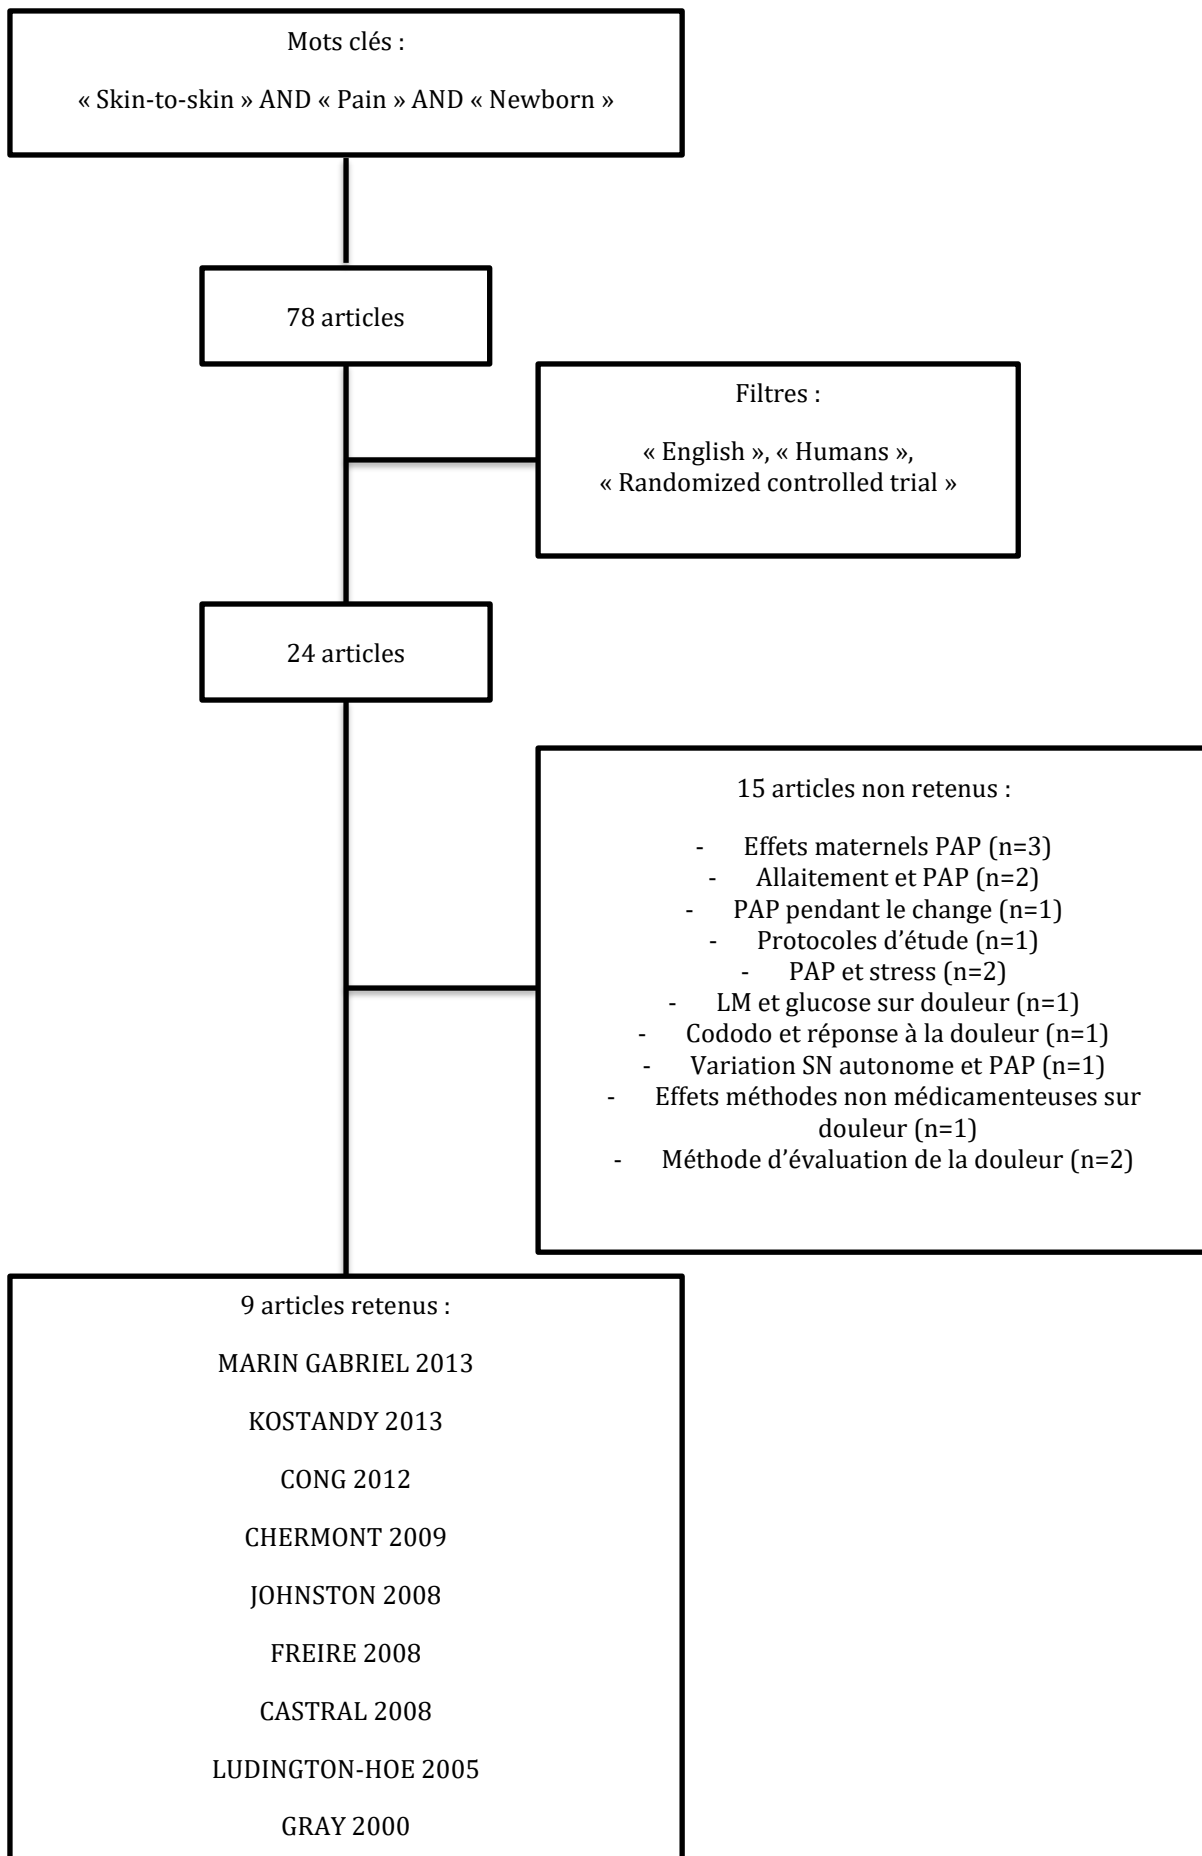 Mots clés :
« Skin-to-skin » AND « Pain » AND « Newborn »
78 articles
Filtres :
« English », « Humans »,
« Randomized controlled trial »
24 articles
15 articles non retenus :
- Effets maternels PAP (n=3)
- Allaitement et PAP (n=2)
- PAP pendant le change (n=1)
- Protocoles d’étude (n=1)
- PAP et stress (n=2)
- LM et glucose sur douleur (n=1)
- Cododo et réponse à la douleur (n=1)
- Variation SN autonome et PAP (n=1)
- Effets méthodes non médicamenteuses sur
douleur (n=1)
- Méthode d’évaluation de la douleur (n=2)
9 articles retenus :
MARIN GABRIEL 2013
KOSTANDY 2013
CONG 2012
CHERMONT 2009
JOHNSTON 2008
FREIRE 2008
CASTRAL 2008
LUDINGTON-HOE 2005
GRAY 2000